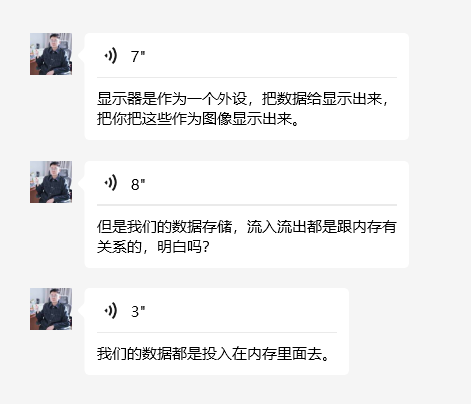 7"
显示器是作为一个外设，把数据给显示出来，
把你把这些作为图像显示出来。
8"
但是我们的数据存储，流入流出都是跟内存有
关系的，明白吗？
3"
我们的数据都是投入在内存里面去。